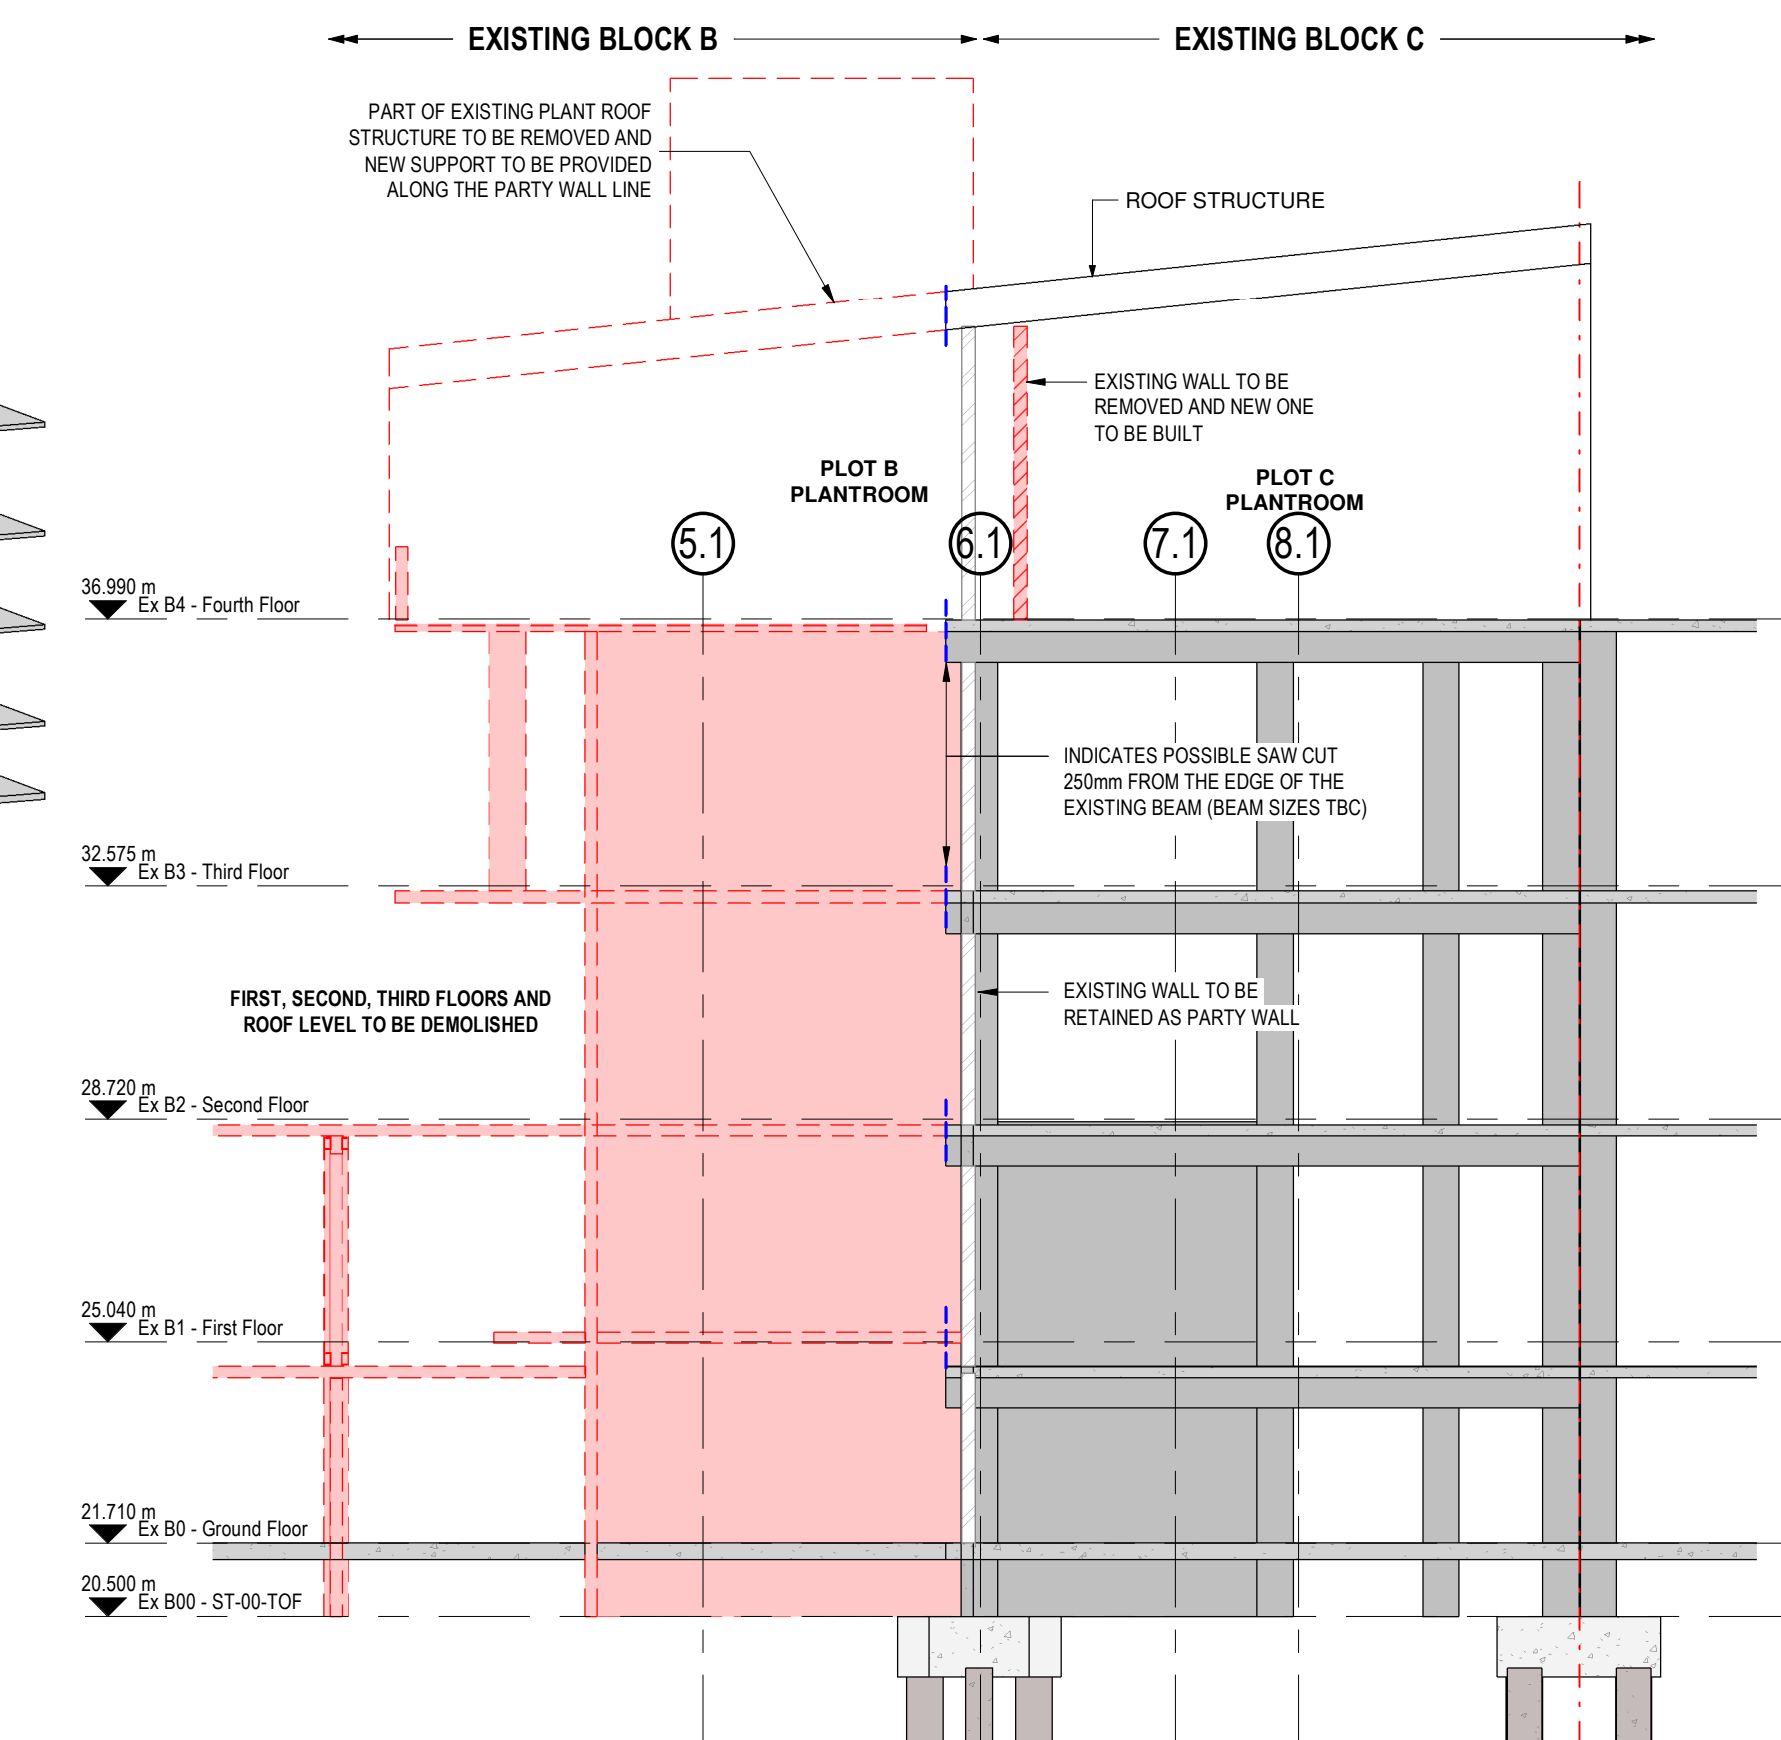 EXISTING BLOCK B
EXISTING BLOCK C
PART OF EXISTING PLANT ROOF
STRUCTURE TO BE REMOVED AND
NEW SUPPORT TO BE PROVIDED
ALONG THE PARTY WALL LINE
ROOF STRUCTURE
EXISTING WALL TO BE
REMOVED AND NEW ONE
TO BE BUILT
PLOT B
PLANTROOM
PLOT C
PLANTROOM
5.1
6.1
7.1
8.1
36.990 m
Ex B4 - Fourth Floor
INDICATES POSSIBLE SAW CUT
250mm FROM THE EDGE OF THE
EXISTING BEAM (BEAM SIZES TBC)
32.575 m
Ex B3 - Third Floor
FIRST, SECOND, THIRD FLOORS AND
ROOF LEVEL TO BE DEMOLISHED
EXISTING WALL TO BE
RETAINED AS PARTY WALL
28.720 m
Ex B2 - Second Floor
25.040 m
Ex B1 - First Floor
21.710 m
Ex B0 - Ground Floor
20.500 m
Ex B00 - ST-00-TOF